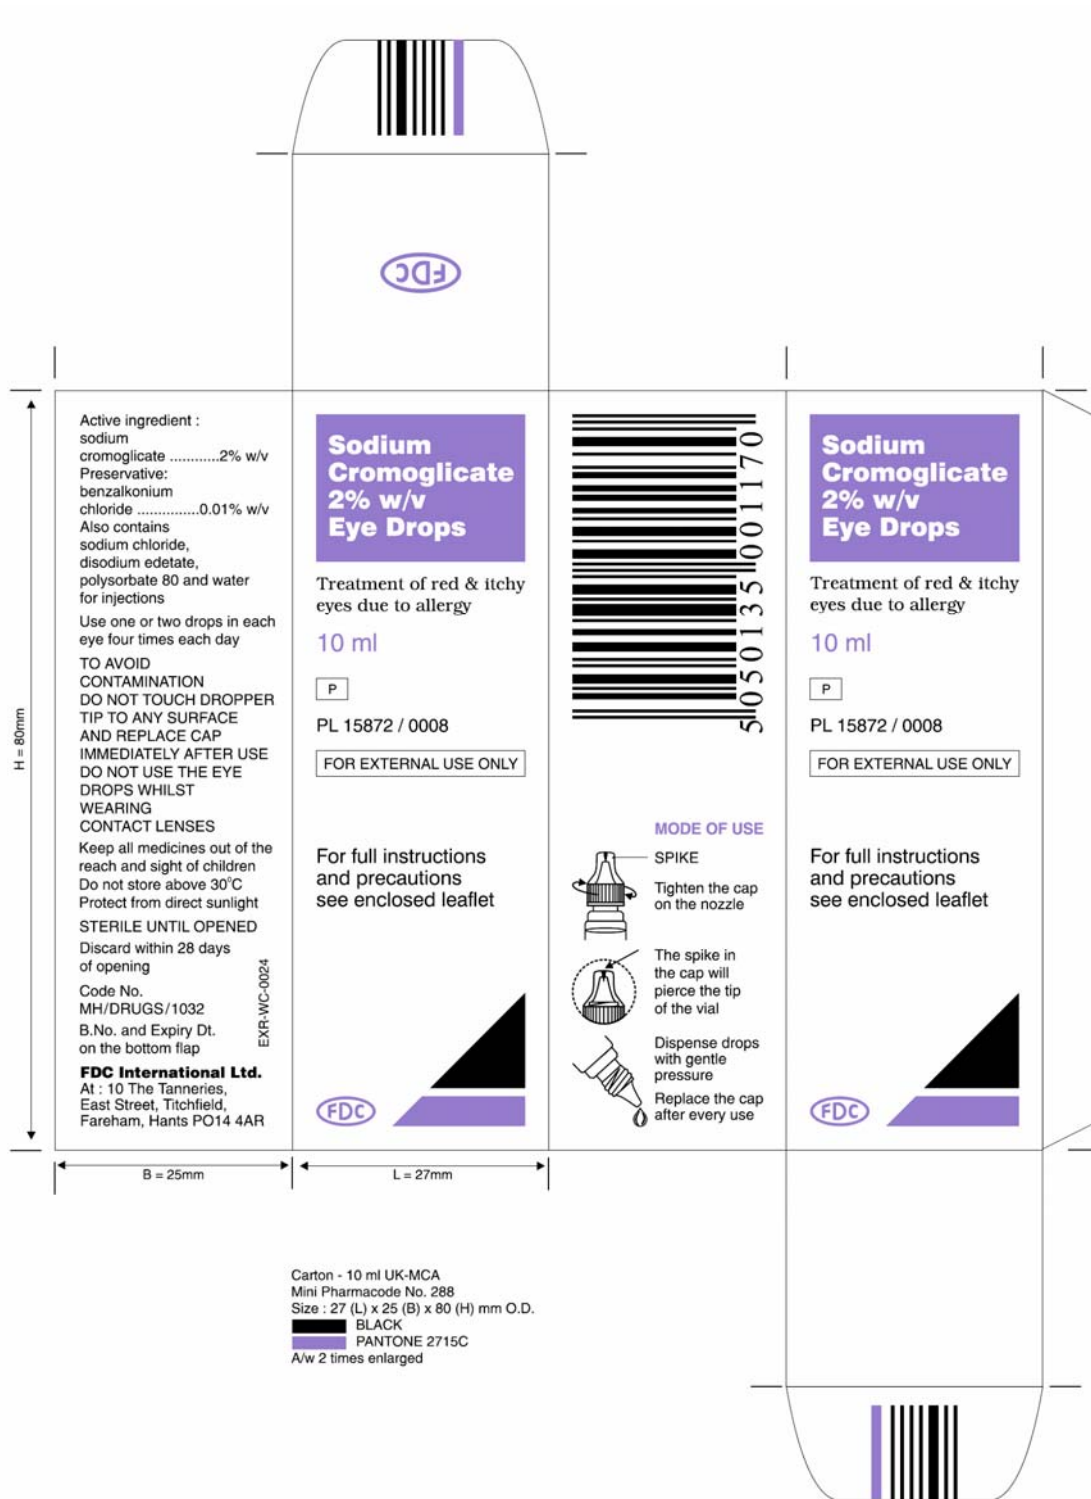 FDC
Active ingredient :
sodium
cromoglicate ............2% w/v
Preservative:
benzalkonium
chloride ...............0.01% w/v
Also contains
sodium chloride,
disodium edetate,
polysorbate 80 and water
for injections
Use one or two drops in each
eye four times each day
TO AVOID
CONTAMINATION
DO NOT TOUCH DROPPER
TIP TO ANY SURFACE
AND REPLACE CAP
IMMEDIATELY AFTER USE
DO NOT USE THE EYE
DROPS WHILST
WEARING
CONTACT LENSES
Keep all medicines out of the
reach and sight of children
Do not store above 30°C
Protect from direct sunlight
STERILE UNTIL OPENED
Discard within 28 days
of opening
Code No.
MH/DRUGS/1032
B.No. and Expiry Dt.
on the bottom flap
EXR-WC-0024
FDC International Ltd.
At : 10 The Tanneries,
East Street, Titchfield,
Fareham, Hants PO14 4AR
Sodium
Cromoglicate
2% w/v
Eye Drops
Treatment of red & itchy
eyes due to allergy
10 ml
P
PL 15872 / 0008
FOR EXTERNAL USE ONLY
For full instructions
and precautions
see enclosed leaflet
FDC
5050135001170
MODE OF USE
SPIKE
Tighten the cap
on the nozzle
The spike in
the cap will
pierce the tip
of the vial
Dispense drops
with gentle
pressure
Replace the cap
after every use
Sodium
Cromoglicate
2% w/v
Eye Drops
Treatment of red & itchy
eyes due to allergy
10 ml
P
PL 15872 / 0008
FOR EXTERNAL USE ONLY
For full instructions
and precautions
see enclosed leaflet
FDC
H = 80mm
B = 25mm
L = 27mm
Carton - 10 ml UK-MCA
Mini Pharmacode No. 288
Size : 27 (L) x 25 (B) x 80 (H) mm O.D.
BLACK
PANTONE 2715C
A/w 2 times enlarged